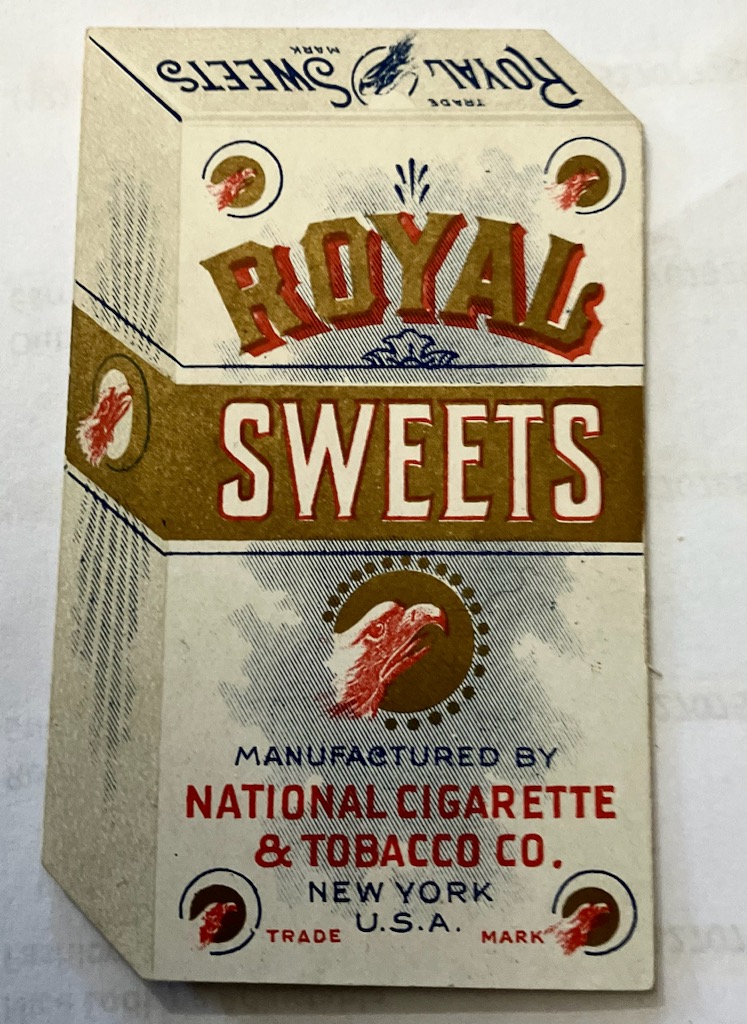 ROYAL SWEETS
TRADE MARK
ROYAL
SWEETS
MANUFACTURED BY
NATIONAL CIGARETTE
& TOBACCO CO.
NEW YORK
U.S.A.
TRADE MARK